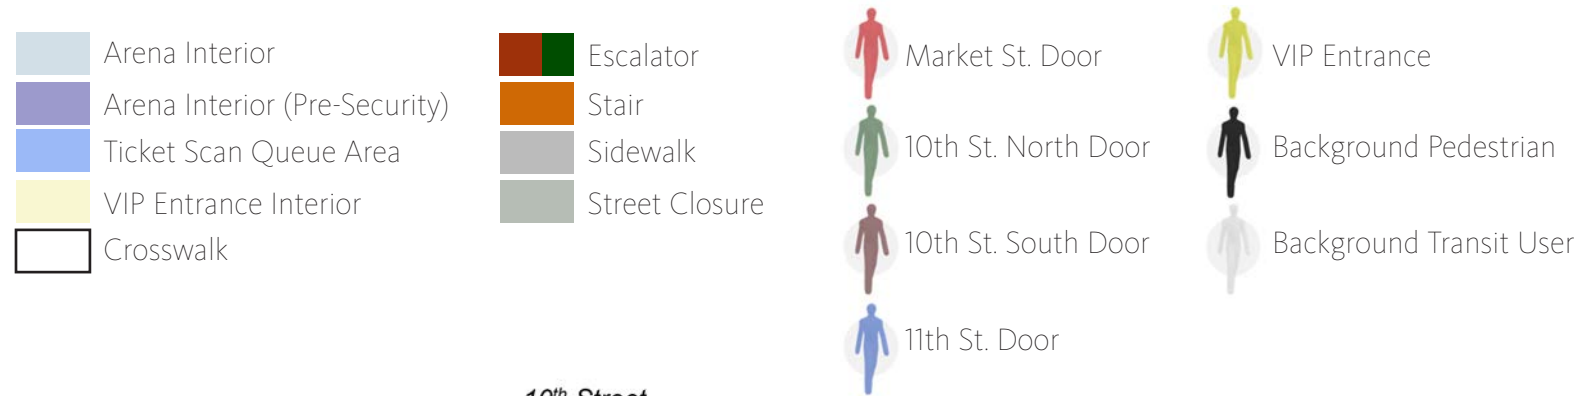 Arena Interior
Arena Interior (Pre-Security)
Ticket Scan Queue Area
VIP Entrance Interior
Crosswalk
Escalator
Stair
Sidewalk
Street Closure
Market St. Door
10th St. North Door
10th St. South Door
11th St. Door
VIP Entrance
Background Pedestrian
Background Transit User
10th Street